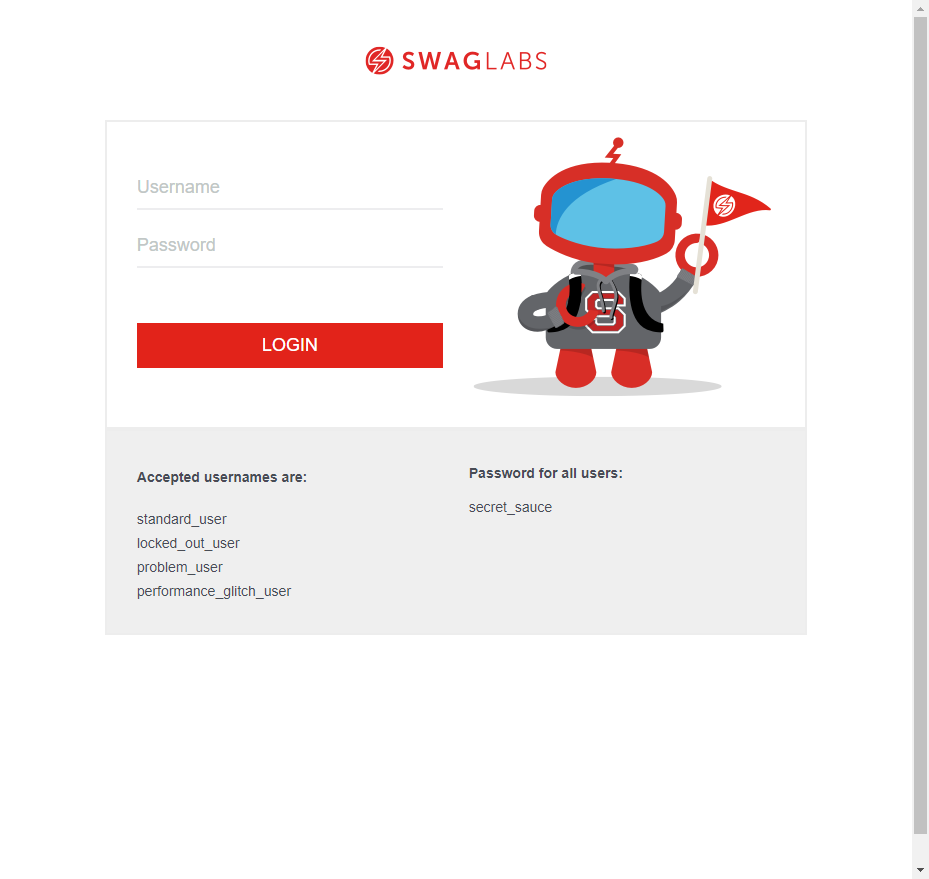 SWAGLABS
Username
Password
LOGIN
S
Accepted usernames are:
standard_user
locked_out_user
problem_user
performance_glitch_user
Password for all users:
secret_sauce